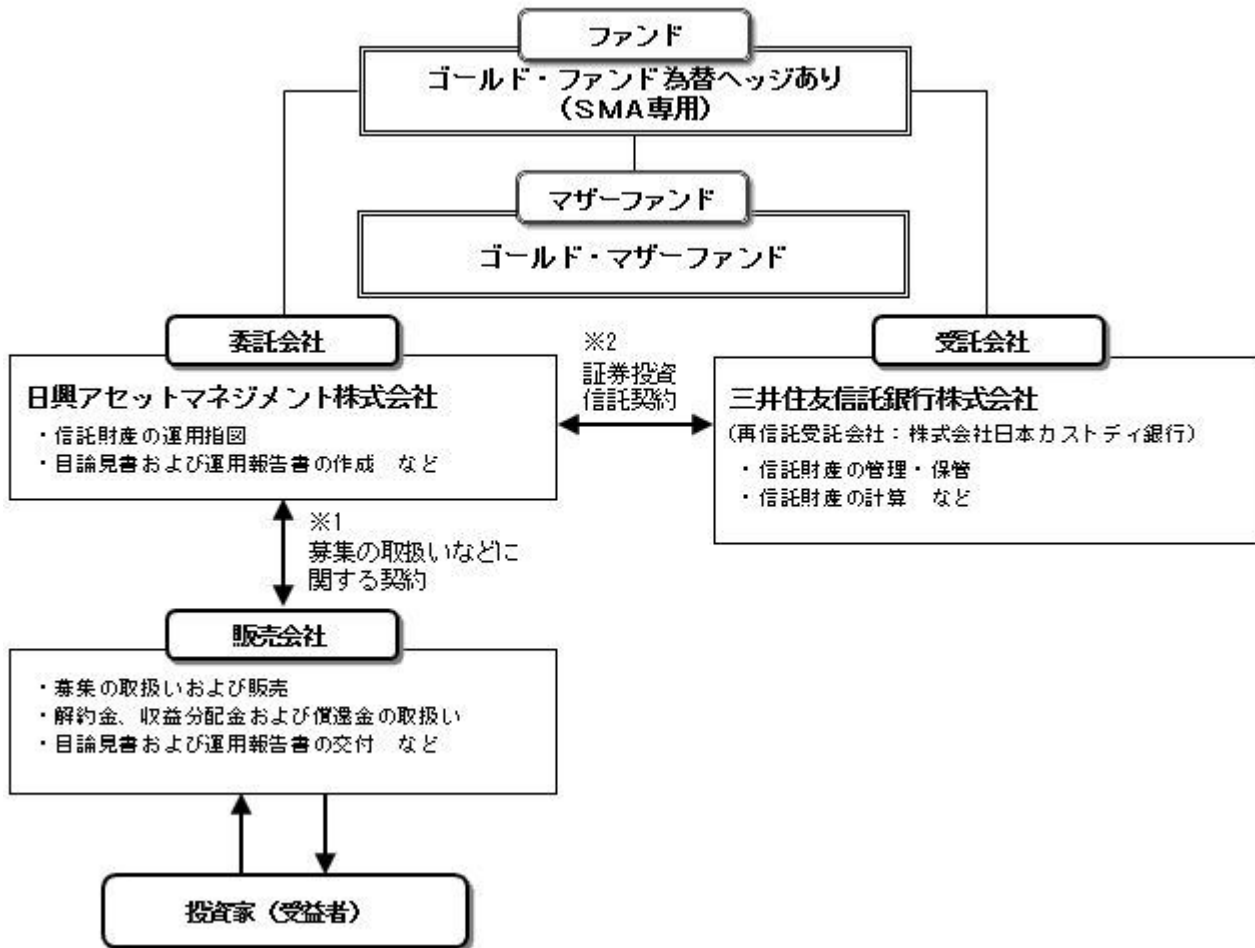 ファンド
ゴールド・ファンド為替ヘッジあり
(SMA専用)
マザーファンド
ゴールド・マザーファンド
委託会社
日興アセットマネジメント株式会社
・信託財産の運用指図
・目論見書および運用報告書の作成　など
※2
証券投資
信託契約
受託会社
三井住友信託銀行株式会社
(再信託受託会社：株式会社日本カストディ銀行)
・信託財産の管理・保管
・信託財産の計算　など
※1
募集の取扱いなどに
関する契約
販売会社
・募集の取扱いおよび販売
・解約金、収益分配金および償還金の取扱い
・目論見書および運用報告書の交付　など
投資家（受益者）